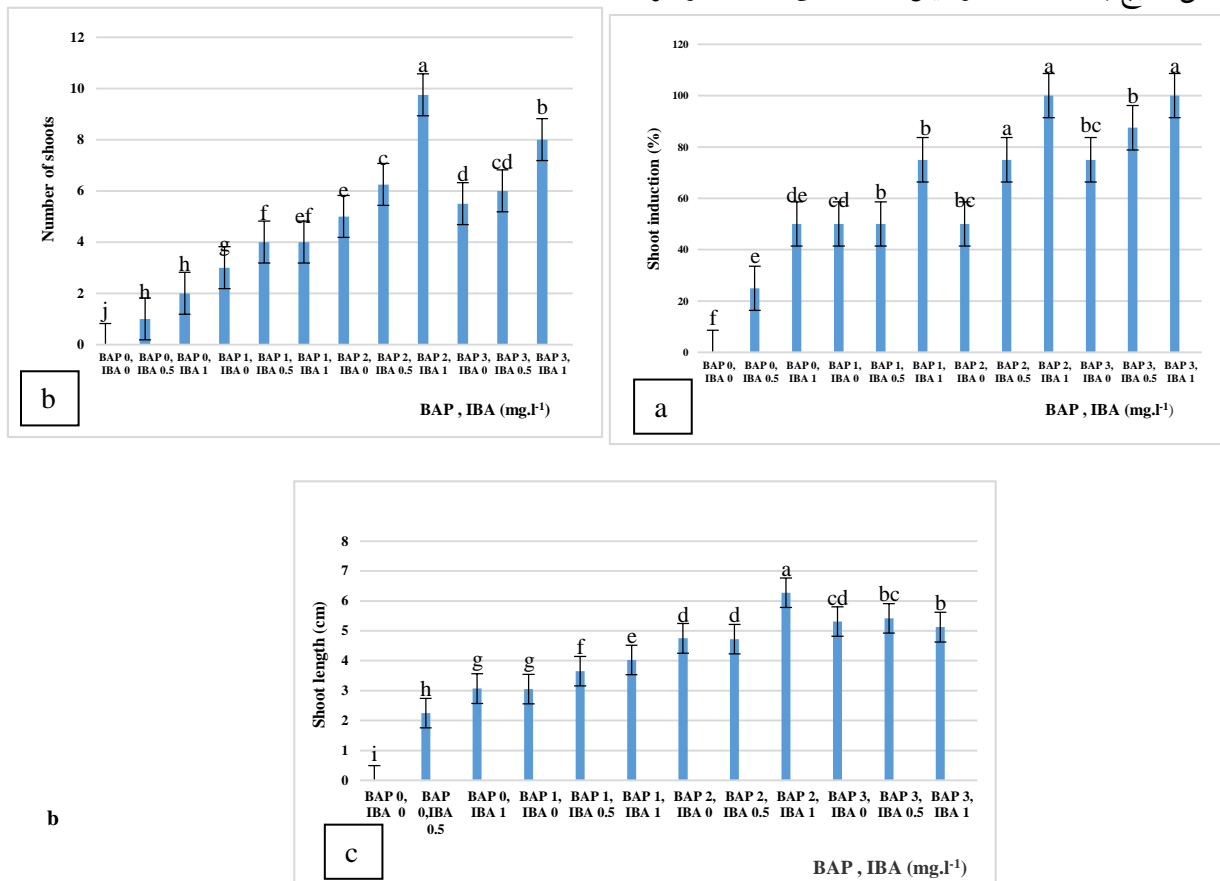 12
10
8
6
4
2
0
Number of shoots
j
h
h
g
f
ef
e
c
a
d
cd
b
BAP 0, BAP 0, BAP 0, BAP 1, BAP 1, BAP 1, BAP 2, BAP 2, BAP 2, BAP 3, BAP 3, BAP 3,
IBA 0 IBA 0.5 IBA 1 IBA 0 IBA 0.5 IBA 1 IBA 0 IBA 0.5 IBA 1 IBA 0 IBA 0.5 IBA 1
b
BAP , IBA (mg.l-1)
120
100
80
60
40
20
0
Shoot induction (%)
f
e
de
cd
b
b
bc
a
a
bc
b
a
BAP 0, BAP 0, BAP 0, BAP 1, BAP 1, BAP 1, BAP 2, BAP 2, BAP 2, BAP 3, BAP 3, BAP 3,
IBA 0 IBA 0.5 IBA 1 IBA 0 IBA 0.5 IBA 1 IBA 0 IBA 0.5 IBA 1 IBA 0 IBA 0.5 IBA 1
a
BAP , IBA (mg.l-1)
8
7
6
5
4
3
2
1
0
Shoot length (cm)
i
h
g
g
f
e
d
d
a
cd
bc
b
BAP 0, BAP BAP 0, BAP 1, BAP 1, BAP 1, BAP 2, BAP 2, BAP 2, BAP 3, BAP 3, BAP 3,
IBA 0 0,IBA IBA 1 IBA 0 IBA 0.5 IBA 1 IBA 0 IBA 0.5 IBA 1 IBA 0 IBA 0.5 IBA 1
0.5
b
c
BAP , IBA (mg.l-1)